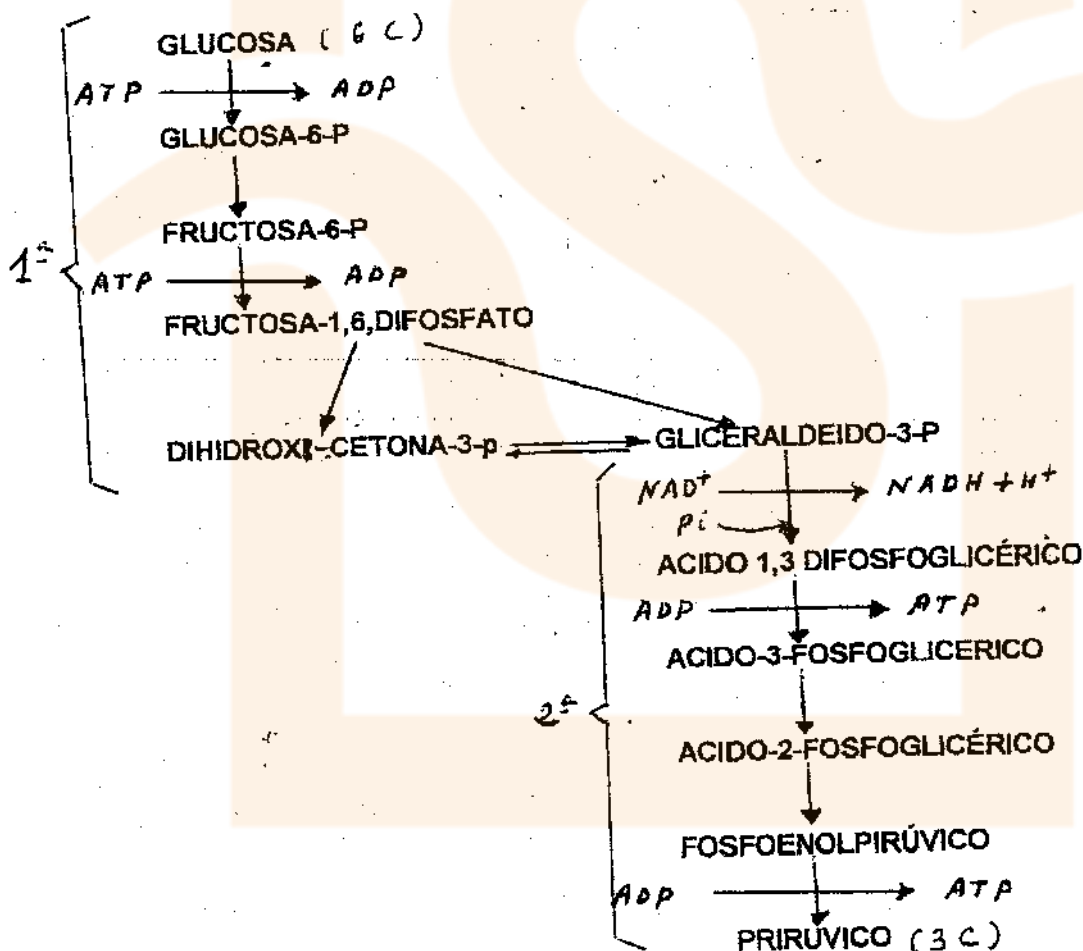 GLUCOSA ( 6 C )
ATP ADP
GLUCOSA-6-P
FRUCTOSA-6-P
1ª
ATP ADP
FRUCTOSA-1,6,DIFOSFATO
DIHIDROXI-CETONA-3-p GLICERALDEIDO-3-P
NAD+ NADH + H+
Pi
ACIDO 1,3 DIFOSFOGLICÉRICO
ADP ATP
ACIDO-3-FOSFOGLICERICO
2ª
ACIDO-2-FOSFOGLICÉRICO
FOSFOENOLPIRÚVICO
ADP ATP
PRIRÚVICO ( 3 C )